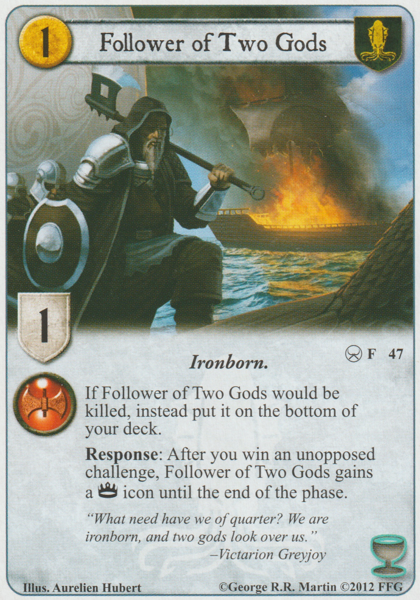 1
Follower of Two Gods
1
Ironborn.
F 47
If Follower of Two Gods would be
killed, instead put it on the bottom of
your deck.
Response: After you win an unopposed
challenge, Follower of Two Gods gains
a icon until the end of the phase.
“What need have we of quarter? We are
ironborn, and two gods look over us.”
–Victarion Greyjoy
Illus. Aurelien Hubert ©George R.R. Martin ©2012 FFG